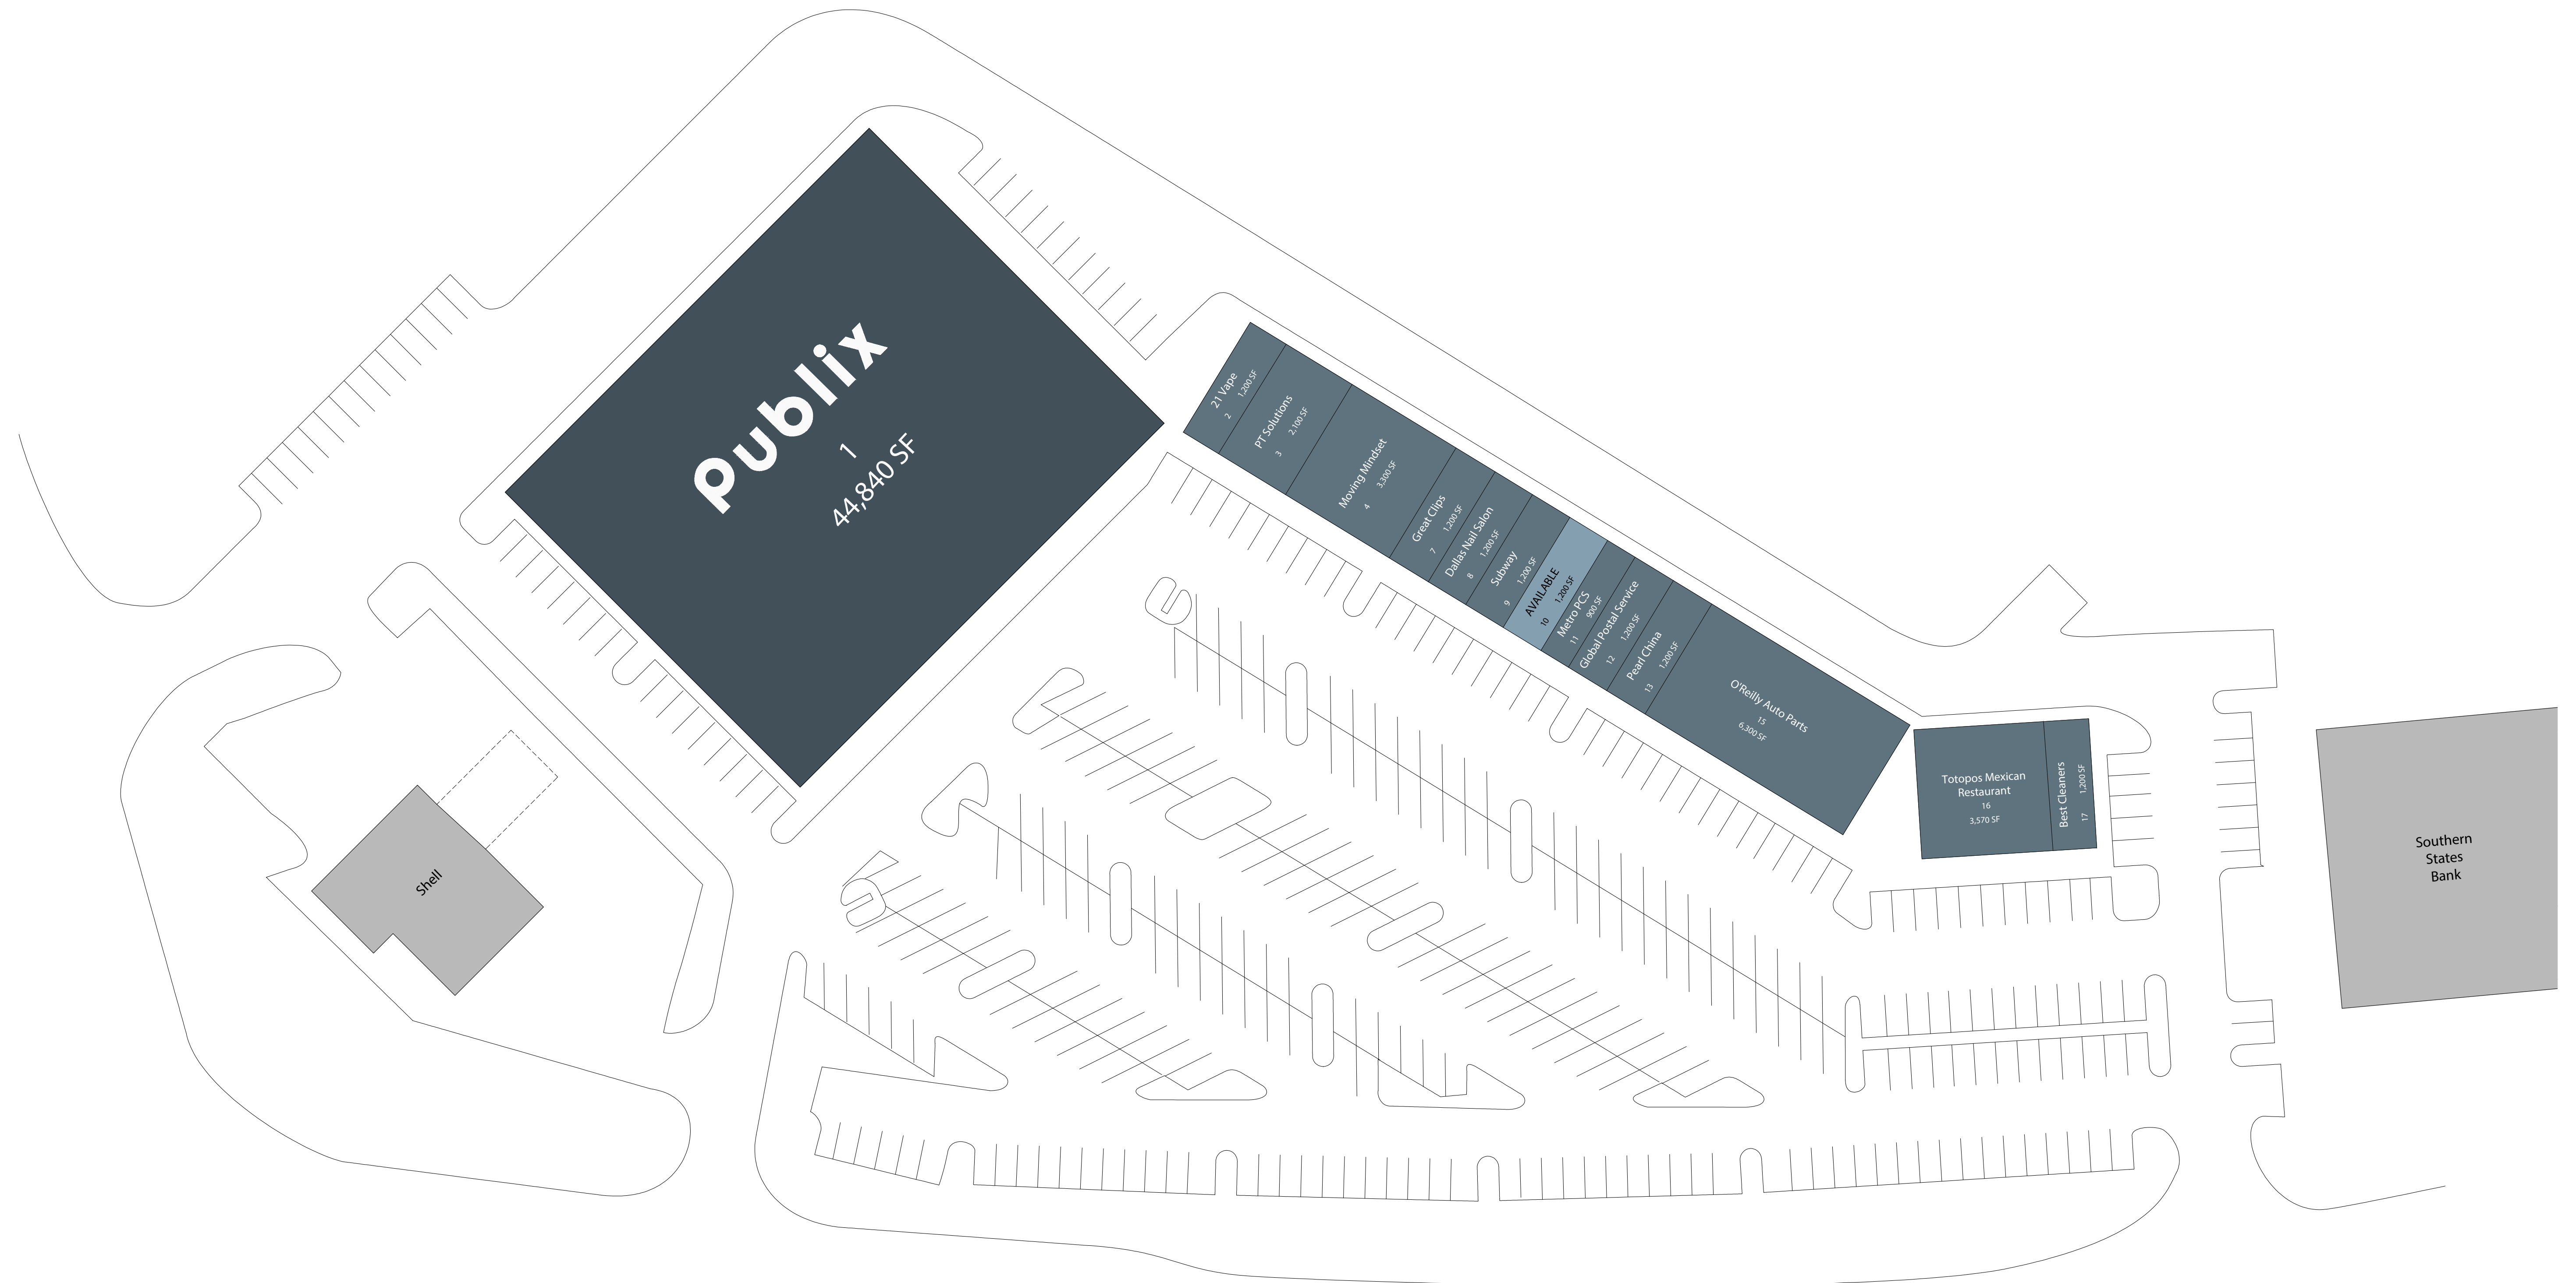 publix
1
44,840 SF
21 Vape
2
1,200 SF
PT Solutions
3
2,100 SF
Moving Mindset
4
3,300 SF
Great Clips
7
1,200 SF
Dallas Nail Salon
8
1,200 SF
Subway
9
1,200 SF
AVAILABLE
10
1,200 SF
Metro PCS
11
900 SF
Global Postal Service
12
1,200 SF
Pearl China
13
1,200 SF
O'Reilly Auto Parts
15
6,300 SF
Totopos Mexican
Restaurant
16
3,570 SF
Best Cleaners
17
1,200 SF
Shell
Southern
States
Bank